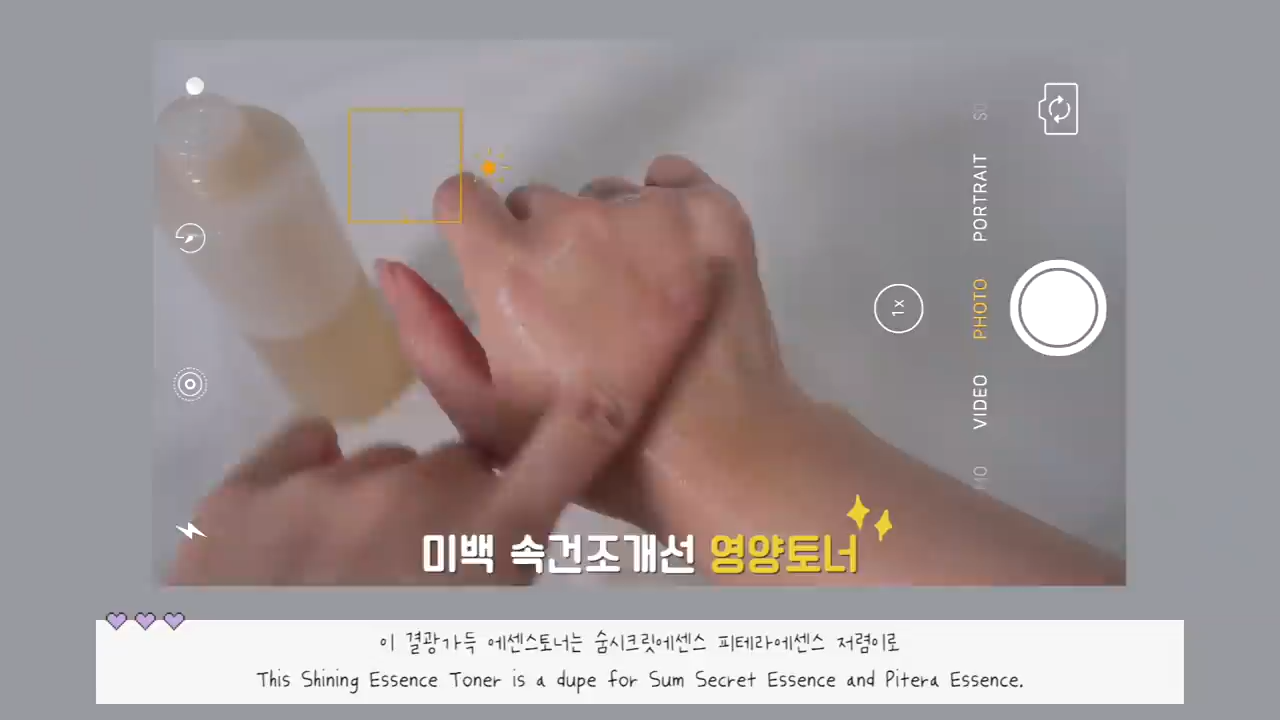 SQ
PORTRAIT
PHOTO
VIDEO
MO
1x
미백 속건조개선 영양토너
이 결광가득 에센스토너는 숨시크릿에센스 피테라에센스 저렴이로
This Shining Essence Toner is a dupe for Sum Secret Essence and Pitera Essence.